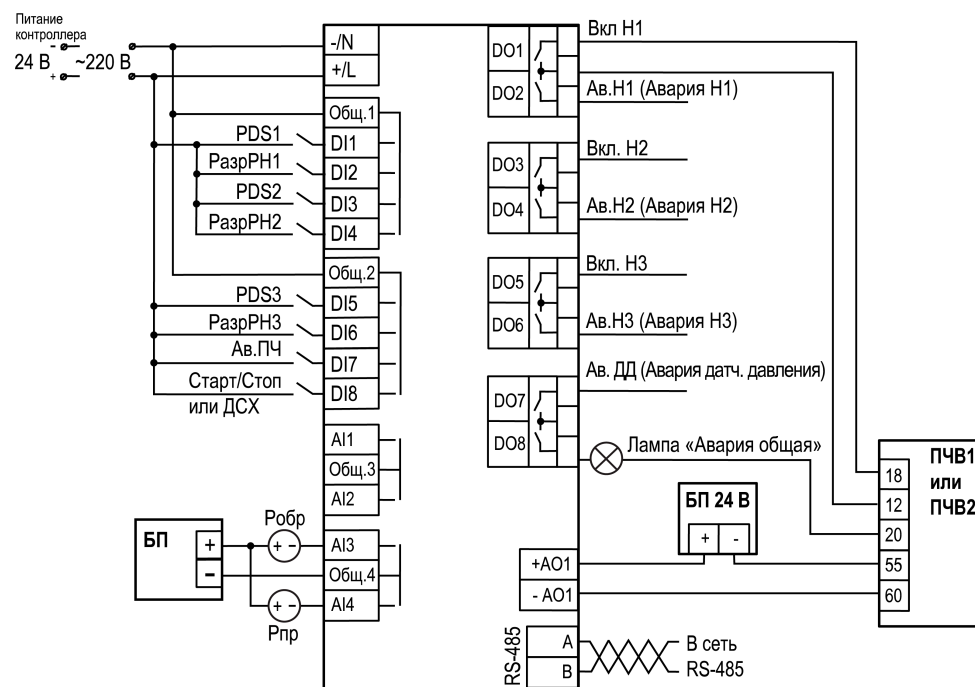 Питание
контроллера
-
24 В ~220 В
+
-/N
+/L
Общ.1
PDS1 DI1
РазрРН1 DI2
PDS2 DI3
РазрРН2 DI4
Общ.2
PDS3 DI5
РазрРН3 DI6
Ав.ПЧ DI7
Старт/Стоп DI8
или ДСХ
AI1
Общ.3
AI2
БП + -
Pобр + - AI3
Общ.4
+ - AI4
Pпр
DO1 Вкл Н1
DO2 Ав.Н1 (Авария Н1)
DO3 Вкл. Н2
DO4 Ав.Н2 (Авария Н2)
DO5 Вкл. Н3
DO6 Ав.Н3 (Авария Н3)
Ав. ДД (Авария датч. давления)
DO7
DO8
Лампа «Авария общая»
БП 24 В
+ -
+AO1
- AO1
RS-485
A В сеть
B RS-485
ПЧВ1
или
ПЧВ2
18
12
20
55
60